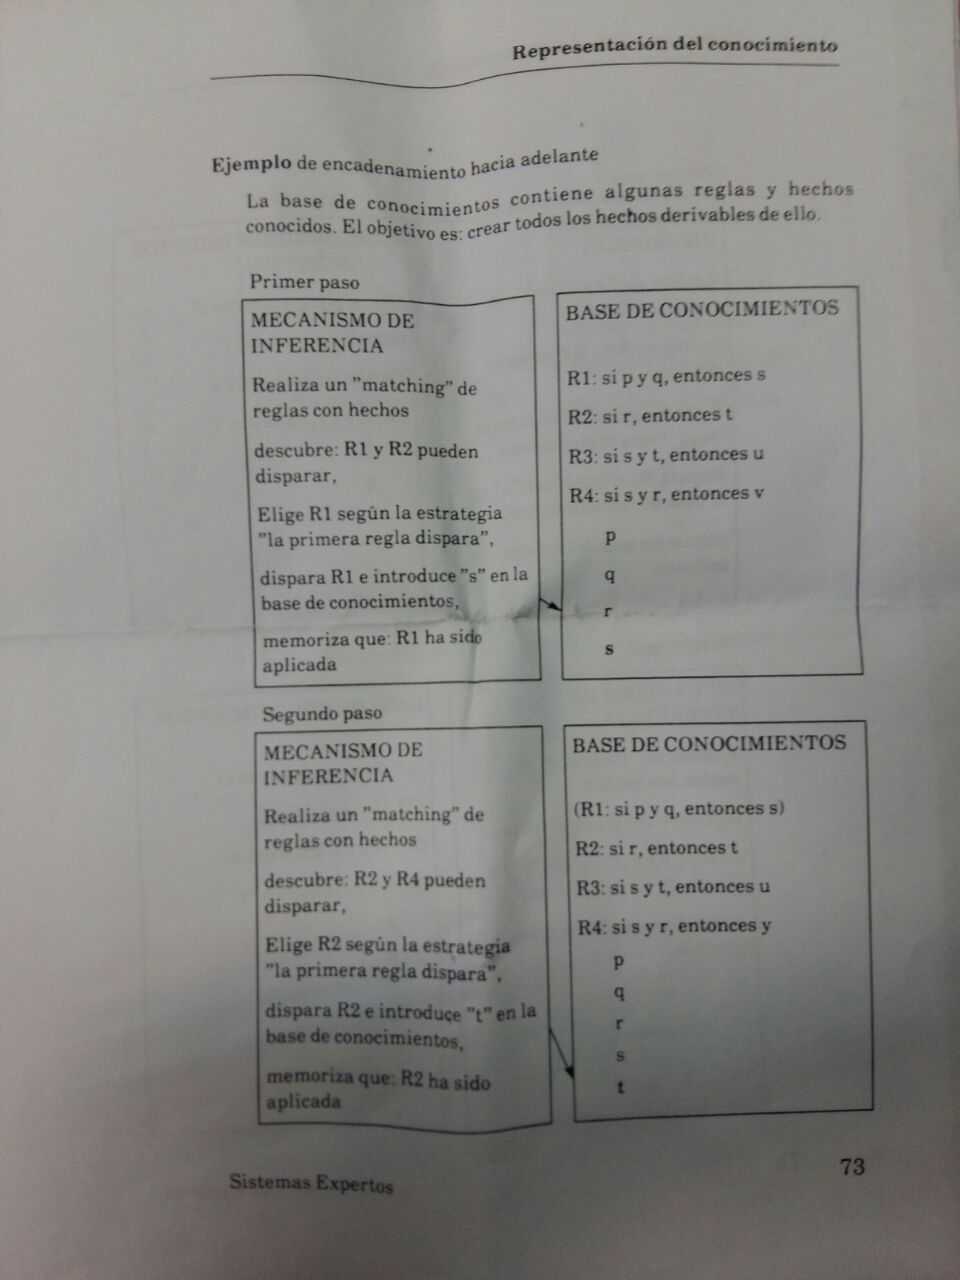 Representación del conocimiento
Ejemplo de encadenamiento hacia adelante
La base de conocimientos contiene algunas reglas y hechos
conocidos. El objetivo es: crear todos los hechos derivables de ello.
Primer paso
MECANISMO DE
INFERENCIA
Realiza un "matching" de
reglas con hechos
descubre: R1 y R2 pueden
disparar,
Elige R1 según la estrategia
"la primera regla dispara",
dispara R1 e introduce "s" en la
base de conocimientos,
memoriza que: R1 ha sido
aplicada
BASE DE CONOCIMIENTOS
R1: si p y q, entonces s
R2: si r, entonces t
R3: si s y t, entonces u
R4: si s y r, entonces v
p
q
r
s
Segundo paso
MECANISMO DE
INFERENCIA
Realiza un "matching" de
reglas con hechos
descubre: R2 y R4 pueden
disparar,
Elige R2 según la estrategia
"la primera regla dispara",
dispara R2 e introduce "t" en la
base de conocimientos,
memoriza que: R2 ha sido
aplicada
BASE DE CONOCIMIENTOS
(R1: si p y q, entonces s)
R2: si r, entonces t
R3: si s y t, entonces u
R4: si s y r, entonces y
p
q
r
s
t
Sistemas Expertos
73